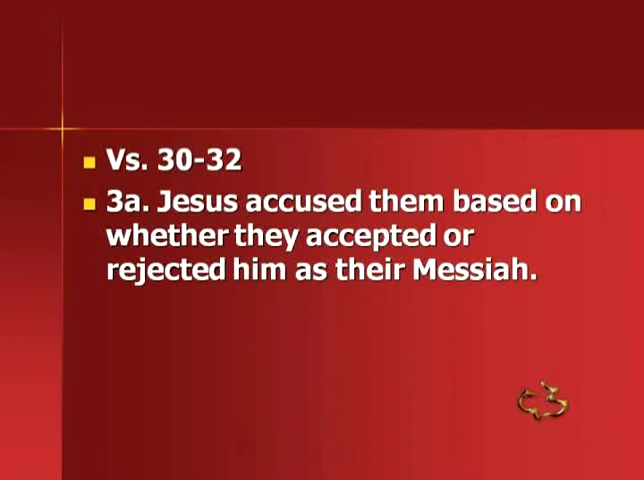 Vs. 30-32
3a. Jesus accused them based on
whether they accepted or
rejected him as their Messiah.